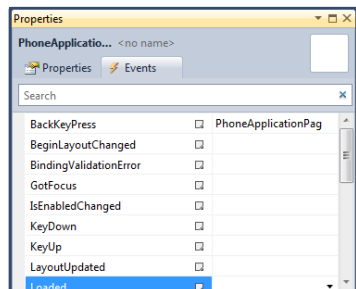 Properties
PhoneApplicatio... <no name>
Properties Events
Search
BackKeyPress PhoneApplicationPag
BeginLayoutChanged
BindingValidationError
GotFocus
IsEnabledChanged
KeyDown
KeyUp
LayoutUpdated
Loaded